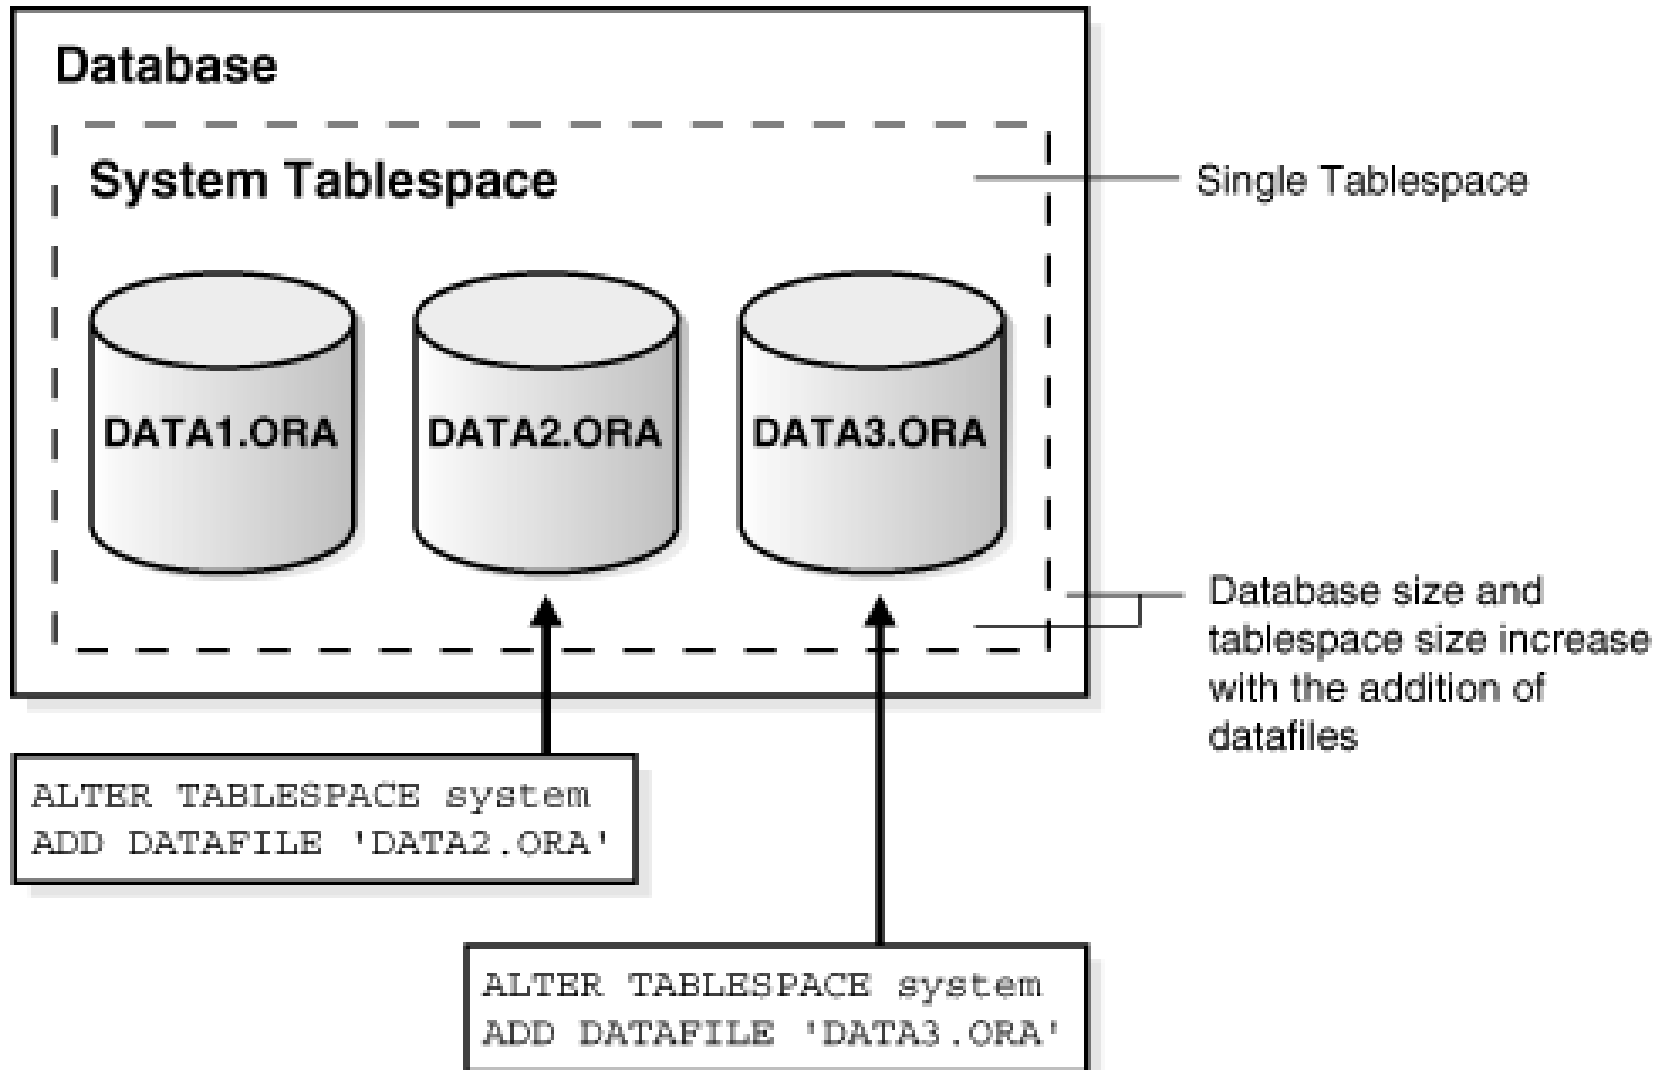 Database
System Tablespace
Single Tablespace
DATA1.ORA
DATA2.ORA
DATA3.ORA
Database size and
tablespace size increase
with the addition of
datafiles
ALTER TABLESPACE system
ADD DATAFILE 'DATA2.ORA'
ALTER TABLESPACE system
ADD DATAFILE 'DATA3.ORA'